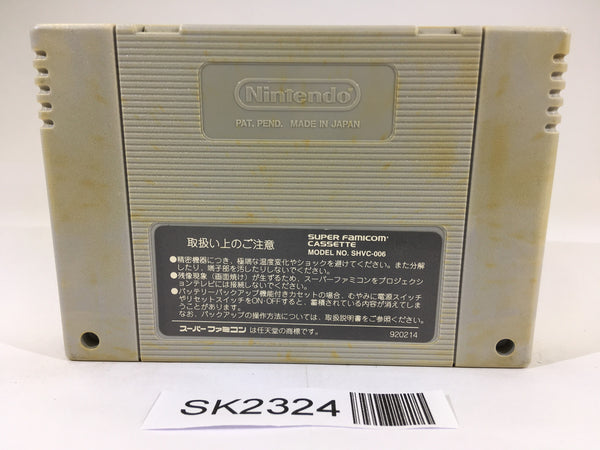 Nintendo
PAT. PEND. MADE IN JAPAN
取扱い上のご注意
SUPER FAMICOM
CASSETTE
MODEL NO. SHVC-006
●精密機器につき、極端な温度変化やショックを避けてください。また分解
したり、端子部を汚したりしないでください。
●残像現象（画面焼け）が生ずるため、スーパーファミコンをプロジェクシ
ョンテレビには接続しないでください。
●バッテリーバックアップ機能付きカセットの場合、むやみに電源スイッチ
やリセットスイッチをON・OFFすると、蓄積されている内容が消えてしま
うことがあります。
なお、バックアップの操作方法については、取扱説明書をご参照ください。
スーパーファミコン は任天堂の商標です。
920214
SK2324